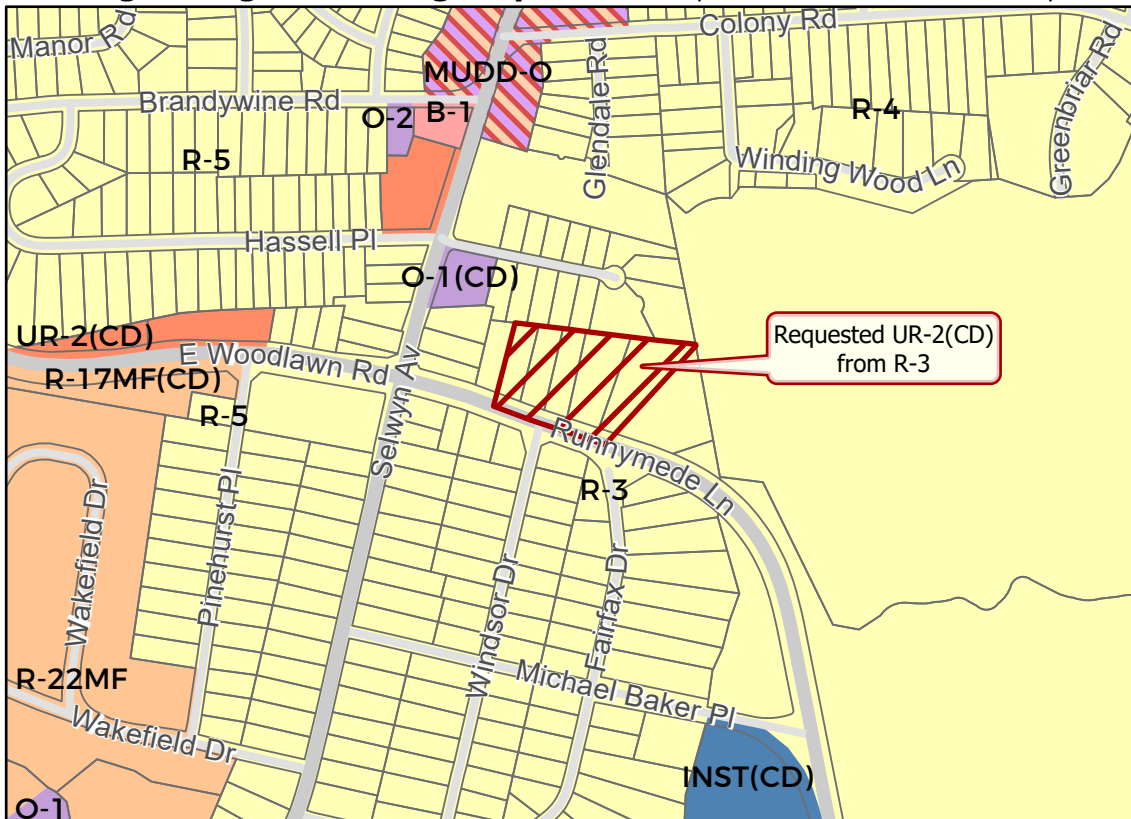 Manor Rd
Colony Rd
MUDD-O
Brandywine Rd
O-2
B-1
Glendale Rd
R-4
Greenbriar Rd
R-5
Winding Wood Ln
Hassell Pl
O-1(CD)
UR-2(CD)
E Woodlawn Rd
Requested UR-2(CD)
from R-3
R-17MF(CD)
R-5
Selwyn Av
Runnymede Ln
R-3
Wakefield Dr
Pinehurst Pl
Windsor Dr
Fairfax Dr
Michael Baker Pl
R-22MF
Wakefield Dr
INST(CD)
O-1